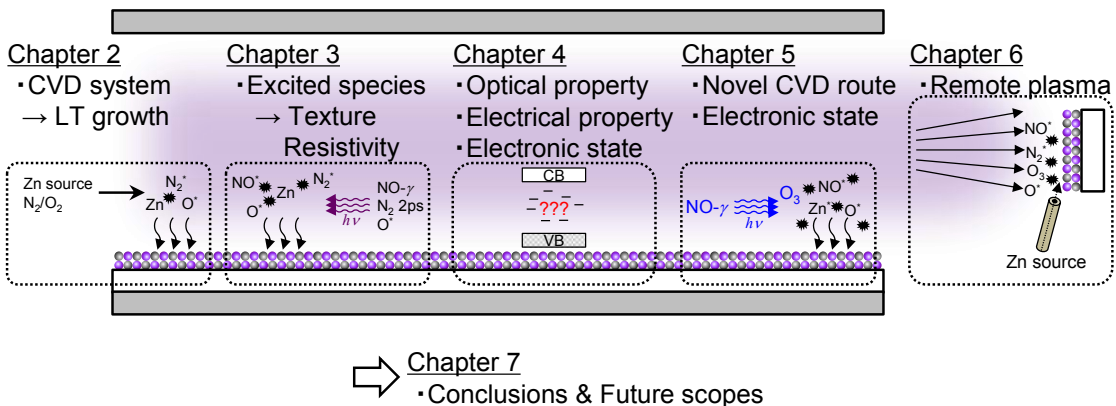 Chapter 2
・CVD system
→ LT growth
Zn source
N₂/O₂
N₂*
Zn
O*
Chapter 3
・Excited species
→ Texture
Resistivity
NO*
N₂*
Zn
O*
NO-γ
N₂ 2ps
O*
hν
Chapter 4
・Optical property
・Electrical property
・Electronic state
CB
???
VB
Chapter 5
・Novel CVD route
・Electronic state
NO-γ
hν
O₃
NO*
Zn*
O*
Chapter 6
・Remote plasma
NO*
N₂*
O₃
O*
Zn source
Chapter 7
・Conclusions & Future scopes